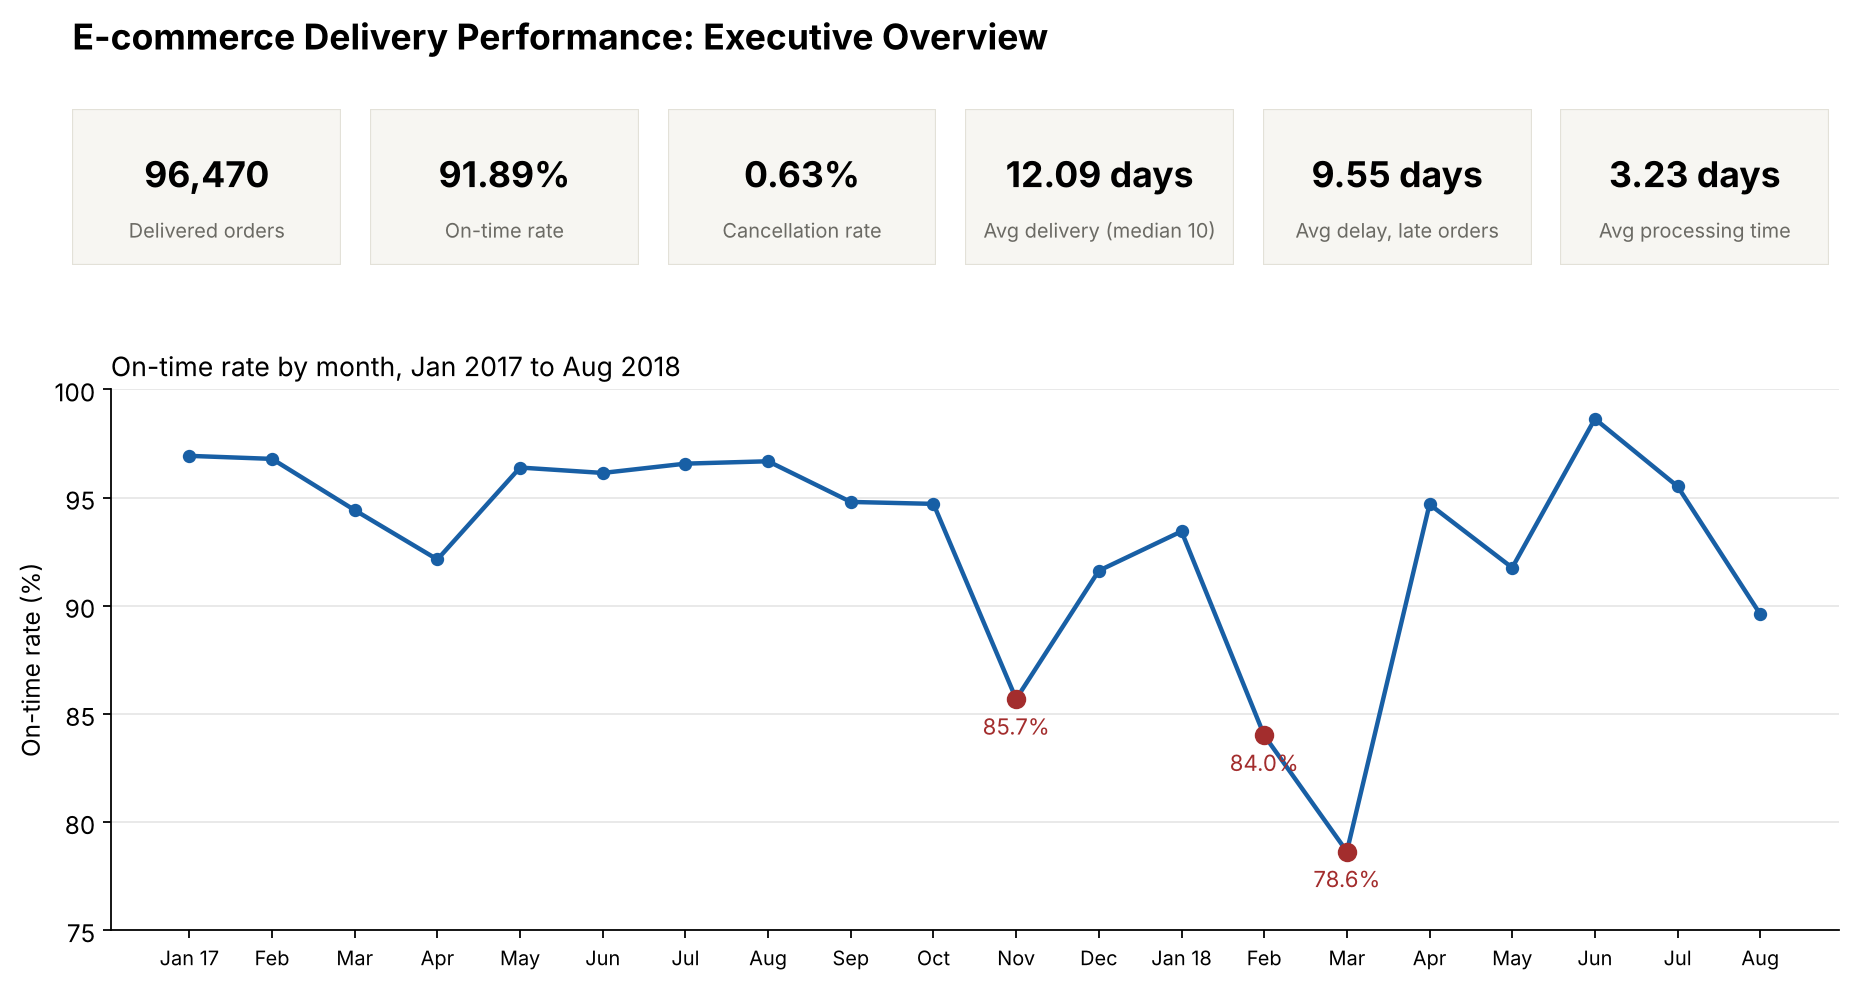 E-commerce Delivery Performance: Executive Overview
96,470
Delivered orders
91.89%
On-time rate
0.63%
Cancellation rate
12.09 days
Avg delivery (median 10)
9.55 days
Avg delay, late orders
3.23 days
Avg processing time
On-time rate by month, Jan 2017 to Aug 2018
On-time rate (%)
100
95
90
85
80
75
85.7%
84.0%
78.6%
Jan 17 Feb Mar Apr May Jun Jul Aug Sep Oct Nov Dec Jan 18 Feb Mar Apr May Jun Jul Aug